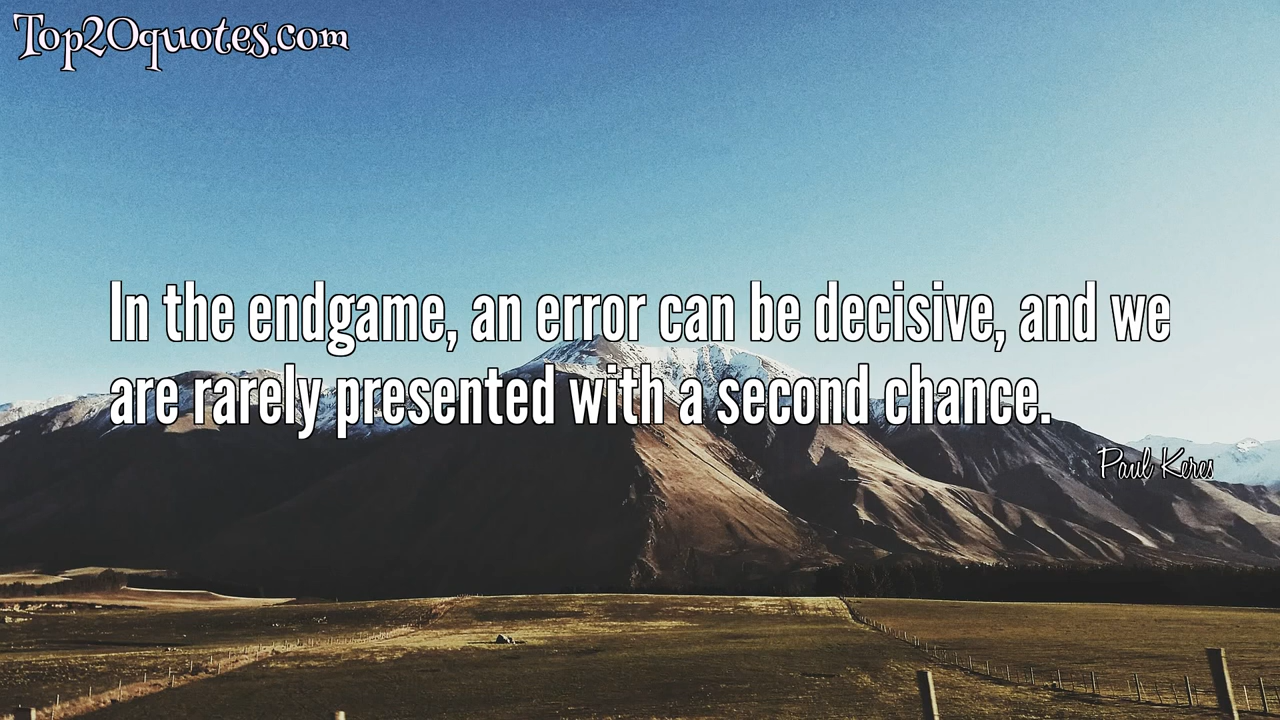 Top20quotes.com
In the endgame, an error can be decisive, and we
are rarely presented with a second chance.
Paul Keres